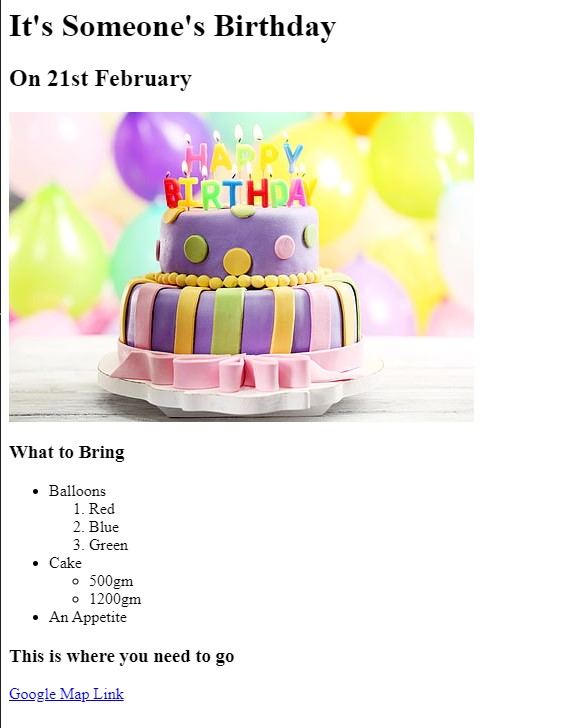 It's Someone's Birthday
On 21st February
HAPPY
BIRTHDAY
What to Bring
Balloons
1. Red
2. Blue
3. Green
Cake
500gm
1200gm
An Appetite
This is where you need to go
Google Map Link